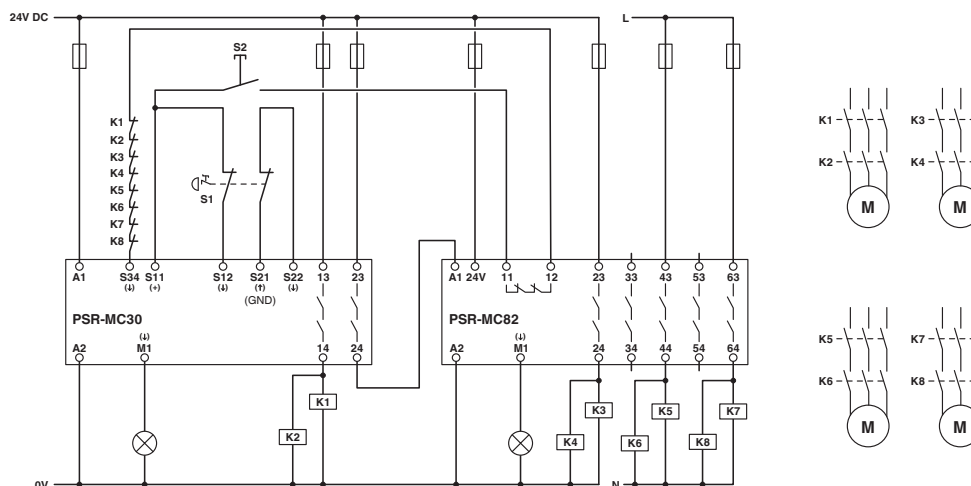 24V DC
L
S2
K1
K2
K3
K4
K5
K6
K7
K8
S1
A1 S34 S11 S12 S21 S22 13 23
(↓) (+) (↓) (↑) (↓)
(GND)
PSR-MC30
(↓)
A2 M1 14 24
A1 24V 11 12 23 33 43 53 63
PSR-MC82
(↓)
A2 M1 24 34 44 54 64
K1
K2
K3
K4
K5
K6
K7
K8
0V
N
K1
K2
M
K3
K4
M
K5
K6
M
K7
K8
M